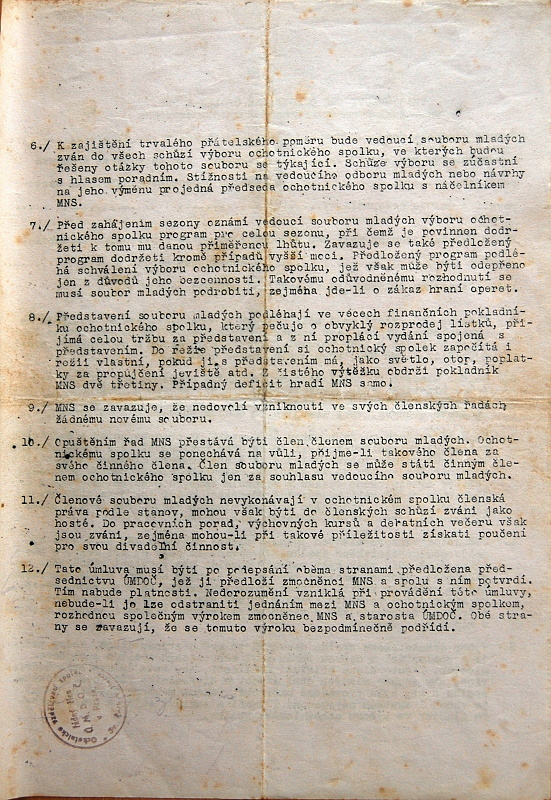 6./ K zajištění trvalého přátelského poměru bude vedoucí souboru mladých
zván do všech schůzí výboru ochotnického spolku, ve kterých budou
řešeny otázky tohoto souboru se týkající. Schůze výboru se zúčastní
s hlasem poradním. Stížnosti na vedoucího odboru mladých nebo návrhy
na jeho výměnu projedná předseda ochotnického spolku s náčelníkem
MNS.
7./ Před zahájením sezony oznámí vedoucí souboru mladých výboru ochot-
nického spolku program pro celou sezonu, při čemž je povinnen dodr-
žeti k tomu mu danou přiměřenou lhůtu. Zavazuje se také předložený
program dodržeti kromě případů vyšší moci. Předložený program podlé-
há schválení výboru ochotnického spolku, jež však může býti odepřeno
jen z důvodů jeho bezcennosti. Takovému odůvodněnému rozhodnutí se
musí soubor mladých podrobiti, zejména jde-li o zákaz hraní operet.
8./ Představení souboru mladých podléhají ve věcech finančních pokladní-
ku ochotnického spolku, který pečuje o obvyklý rozprodej lístků, při-
jímá celou tržbu za představení a z ní proplácí vydání spojená s
představením. Do režie představení si ochotnický spolek započítá i
režii vlastní, pokud ji s představením má, jako světlo, otop, poplat-
ky za propůjčení jeviště atd. Z čistého výtěžku obdrží pokladník
MNS dvě třetiny. Případný deficit hradí MNS samo.
9./ MNS se zavazuje, že nedovolí vzniknouti ve svých členských řadách
žádnému novému souboru.
10./ Opuštěním řad MNS přestává býti člen členem souboru mladých. Ochot-
nickému spolku se ponechává na vůli, přijme-li takového člena za
svého činného člena. Člen souboru mladých se může státi činným čle-
nem ochotnického spolku jen za souhlasu vedoucího souboru mladých.
11./ Členové souboru mladých nevykonávají v ochotnickém spolku členská
práva podle stanov, mohou však býti do členských schůzí zváni jako
hosté. Do pracovních porad, výchovných kursů a debatních večeru však
jsou zváni, zejména mohou-li při takové příležitosti získati poučení
pro svou divadelní činnost.
12./ Tato úmluva musí býti po podepsání oběma stranami předložena před-
sednictvu ÚMDOČ, jež ji předloží zmocněnci MNS a spolu s ním potvrdí.
Tím nabude platnosti. Nedorozumění vzniklá při provádění této úmluvy,
nebude-li je lze odstraniti jednáním mezi MNS a ochotnickým spolkem,
rozhodnou společným výrokem zmocněnec MNS a starosta ÚMDOČ. Obě stra-
ny se zavazují, že se tomuto výroku bezpodmínečně podřídí.